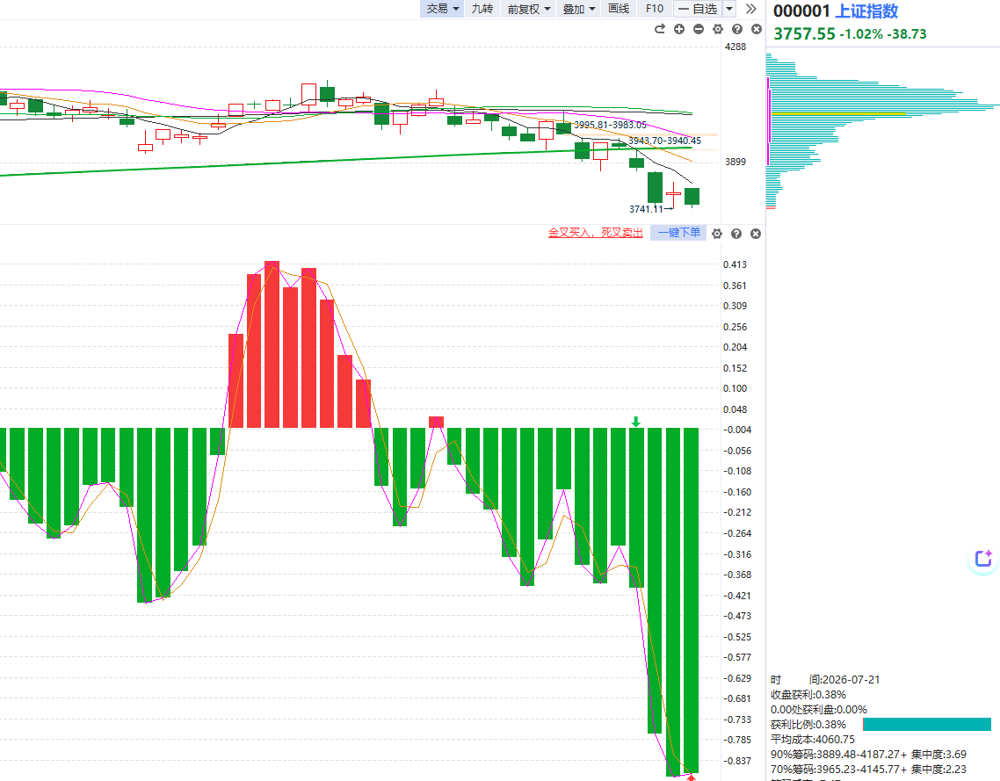 交易 九转 前复权 叠加 画线 F10 一自选
000001 上证指数
3757.55 -1.02% -38.73
4288
3995.81-3983.05
3943.70-3940.45
3899
3741.11→
金叉买入，死叉卖出 一键下单
0.413
0.361
0.309
0.256
0.204
0.152
0.100
0.048
-0.004
-0.056
-0.108
-0.160
-0.212
-0.264
-0.316
-0.368
-0.421
-0.473
-0.525
-0.577
-0.629
-0.681
-0.733
-0.785
-0.837
时 间:2026-07-21
收盘获利:0.38%
0.00处获利盘:0.00%
获利比例:0.38%
平均成本:4060.75
90%筹码:3889.48-4187.27+ 集中度:3.69
70%筹码:3965.23-4145.77+ 集中度:2.23